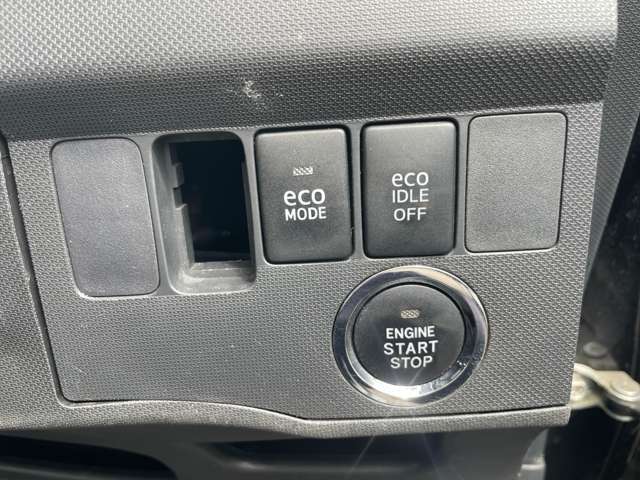 eco
MODE
eco
IDLE
OFF
ENGINE
START
STOP